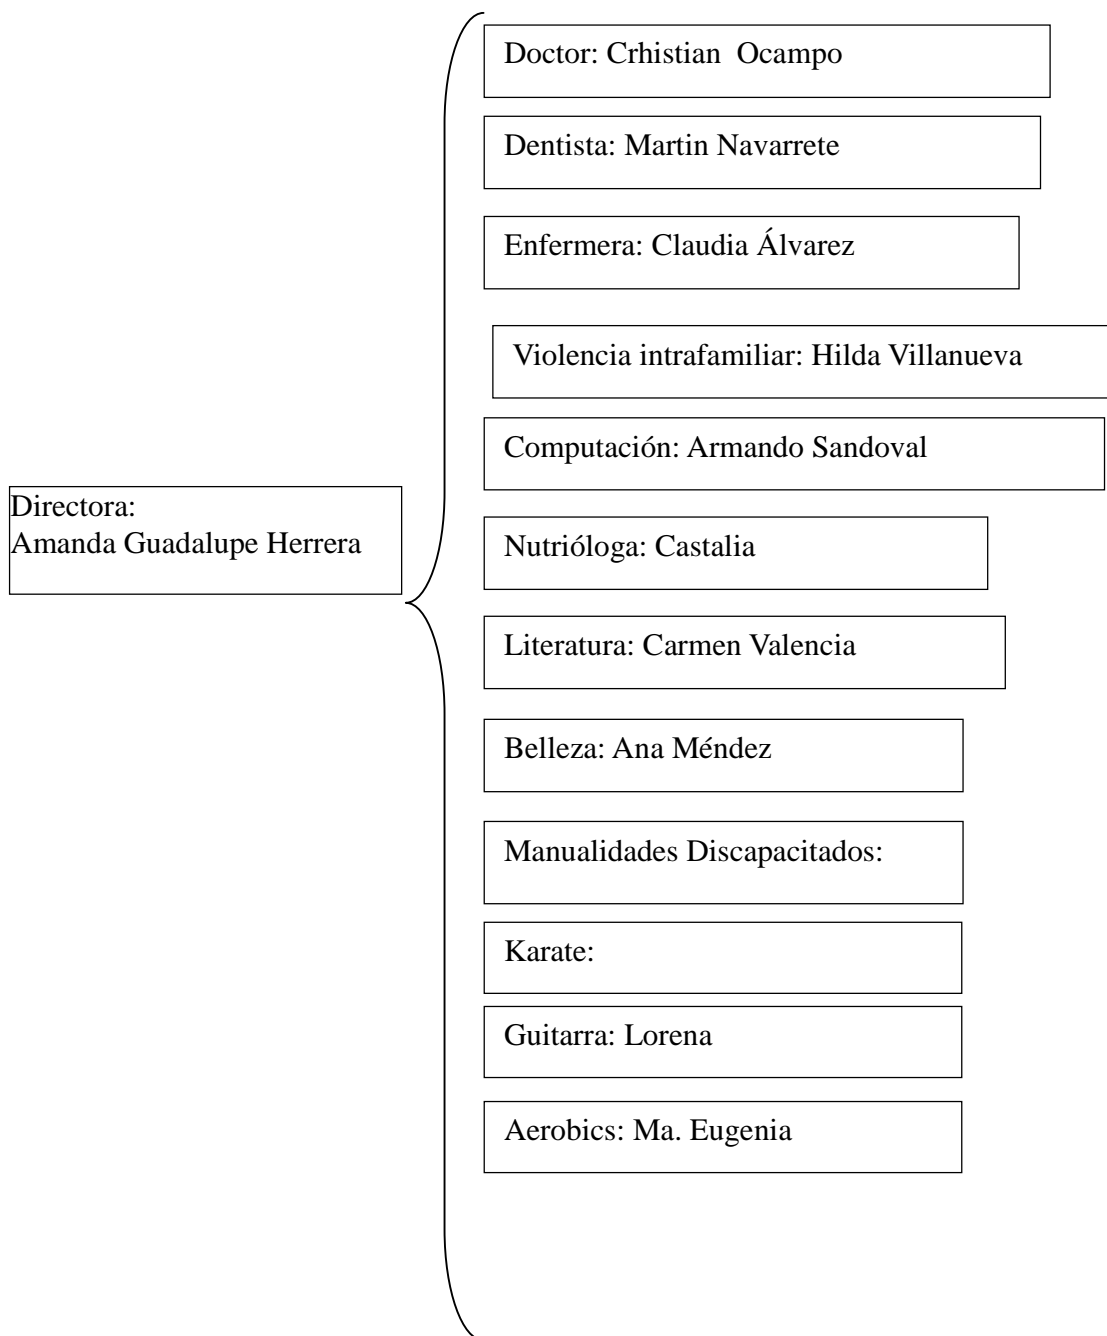 Directora:
Amanda Guadalupe Herrera
Doctor: Crhistian  Ocampo
Dentista: Martin Navarrete
Enfermera: Claudia Álvarez
Violencia intrafamiliar: Hilda Villanueva
Computación: Armando Sandoval
Nutrióloga: Castalia
Literatura: Carmen Valencia
Belleza: Ana Méndez
Manualidades Discapacitados:
Karate:
Guitarra: Lorena
Aerobics: Ma. Eugenia